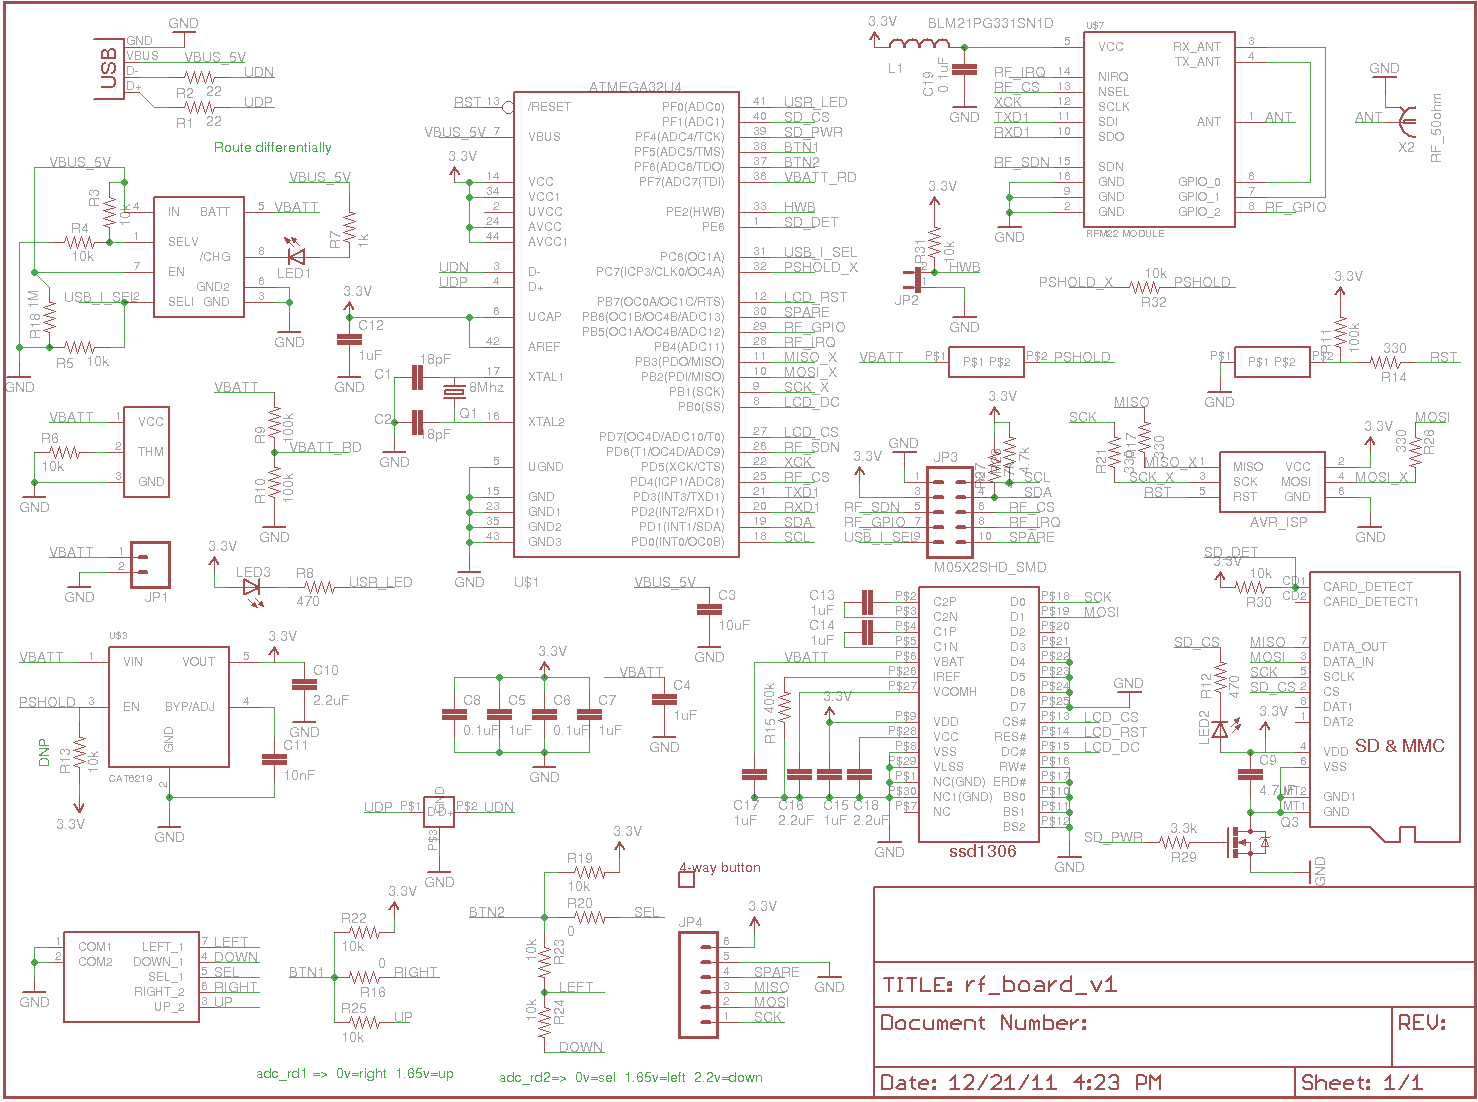 GND
USB
GND
VBUS
D-
D+
VBUS_5V
UDN
R2 22
UDP
R1 22
Route differentially
VBUS_5V
R3
10k
R4
10k
4 IN BATT 5 VBATT
1 SELV
/CHG 8
7 EN
GND2 6
SELI GND 3
USB_I_SEL
2
R18 1M
R5 10k
GND
GND
VBUS_5V
R7
1k
LED1
ATMEGA32U4
RST 13 /RESET
VBUS_5V 7 VBUS
3.3V
14 VCC
34 VCC1
2 UVCC
24 AVCC
44 AVCC1
UDN 3 D-
UDP 4 D+
6 UCAP
42 AREF
17 XTAL1
16 XTAL2
5 UGND
15 GND
23 GND1
35 GND2
43 GND3
GND
U$1
PF0(ADC0) 41 USR_LED
PF1(ADC1) 40 SD_CS
PF4(ADC4/TCK) 39 SD_PWR
PF5(ADC5/TMS) 38 BTN1
PF6(ADC6/TDO) 37 BTN2
PF7(ADC7(TDI) 36 VBATT_RD
PE2(HWB) 33 HWB
PE6 1 SD_DET
PC6(OC1A) 31 USB_I_SEL
PC7(ICP3/CLK0/OC4A) 32 PSHOLD_X
PB7(OC0A/OC1C/RTS) 12 LCD_RST
PB6(OC1B/OC4B/ADC13) 30 SPARE
PB5(OC1A/OC4B/ADC12) 29 RF_GPIO
PB4(ADC11) 28 RF_IRQ
PB3(PDO/MISO) 11 MISO_X
PB2(PDI/MISO) 10 MOSI_X
PB1(SCK) 9 SCK_X
PB0(SS) 8 LCD_DC
PD7(OC4D/ADC10/T0) 27 LCD_CS
PD6(T1/OC4D/ADC9) 26 RF_SDN
PD5(XCK/CTS) 22 XCK
PD4(ICP1/ADC8) 25 RF_CS
PD3(INT3/TXD1) 21 TXD1
PD2(INT2/RXD1) 20 RXD1
PD1(INT1/SDA) 19 SDA
PD0(INT0/OC0B) 18 SCL
3.3V
C12
1uF
GND
18pF
C1
8Mhz
C2
Q1
18pF
GND
3.3V
BLM21PG331SN1D
L1
C19
0.1uF
GND
U$7
5 VCC RX_ANT 3
TX_ANT 4
RF_IRQ 14 NIRQ
RF_CS 13 NSEL
XCK 12 SCLK
TXD1 11 SDI ANT 1 ANT
RXD1 10 SDO
RF_SDN 15 SDN
16 GND GPIO_0 6
9 GND GPIO_1 7
2 GND GPIO_2 8 RF_GPIO
RFM22 MODULE
GND
GND
ANT
X2
RF_50ohm
3.3V
R31
10k
HWB
JP2
GND
PSHOLD_X 10k PSHOLD
R32
VBATT P$1 P$1 P$2 P$2 PSHOLD
3.3V
R11
100k
P$1 P$1 P$2 P$2
330
RST
R14
GND
VBATT
R9
100k
VBATT_RD
R10
100k
GND
VBATT 1 VCC
R6
10k
2 THM
3 GND
GND
3.3V
GND
3.3V
JP3
4.7k
1
SCL
3 4 SDA
RF_SDN 5 6 RF_CS
RF_GPIO 7 8 RF_IRQ
USB_I_SEL 9 10 SPARE
M05X2SHD_SMD
SCK
MISO
R21
330
R17
330
MISO_X 1 MISO VCC 2
SCK_X 3 SCK MOSI 4 MOSI_X
RST 5 RST GND 6
AVR_ISP
3.3V
MOSI
330
R26
GND
VBATT 1
2
GND
JP1
3.3V
LED3
R8
470
USR_LED
U$3
VBATT 1 VIN VOUT 5
PSHOLD 3 EN BYP/ADJ 4
GND
2
CAT6219
DNP
R13
10k
3.3V
GND
3.3V
C10
2.2uF
GND
C11
10nF
VBUS_5V
C3
10uF
GND
3.3V
C8 C5 C6 C7
0.1uF 1uF 0.1uF 1uF
GND
VBATT
C4
1uF
GND
UDP P$1 D- D+ P$2 UDN
GND
P$3
GND
C13
1uF
C14
1uF
VBATT
R15 400k
3.3V
C17
1uF
C16
2.2uF
C15
1uF
C18
2.2uF
GND
P$2 C2P D0 P$18 SCK
P$3 C2N D1 P$19 MOSI
P$4 C1P D2 P$20
P$5 C1N D3 P$21
P$6 VBAT D4 P$22
P$26 IREF D5 P$23
P$27 VCOMH D6 P$24
D7 P$25
P$9 VDD CS# P$13 LCD_CS
P$28 VCC RES# P$14 LCD_RST
P$8 VSS DC# P$15 LCD_DC
P$29 VLSS RW# P$16
P$1 NC(GND) ERD# P$17
P$30 NC1(GND) BS0 P$10
P$7 NC BS1 P$11
BS2 P$12
ssd1306
GND
GND
SD_DET
3.3V
10k
R30
CD1 CARD_DETECT
CD2 CARD_DETECT1
MISO 7 DATA_OUT
MOSI 3 DATA_IN
SCK 5 SCLK
SD_CS 2 CS
8 DAT1
1 DAT2
4 VDD
6 VSS
MT2 GND1
MT1 GND
SD & MMC
SD_CS
R12
470
LED2
3.3V
C9
Q3
SD_PWR
3.3k
R29
GND
1 COM1 LEFT_1 7 LEFT
2 COM2 DOWN_1 4 DOWN
SEL_1 5 SEL
RIGHT_2 6 RIGHT
UP_2 3 UP
GND
3.3V
R22
10k
0
BTN1
RIGHT
R16
R25
UP
10k
adc_rd1 => 0v=right 1.65v=up
3.3V
R19
10k
R20
BTN2
SEL
0
10k
R23
LEFT
10k
R24
DOWN
adc_rd2=> 0v=sel 1.65v=left 2.2v=down
4-way button
JP4
3.3V
6
5
4 SPARE
3 MISO
2 MOSI
1 SCK
GND
TITLE: rf_board_v1
Document Number:
REV:
Date: 12/21/11 4:23 PM
Sheet: 1/1